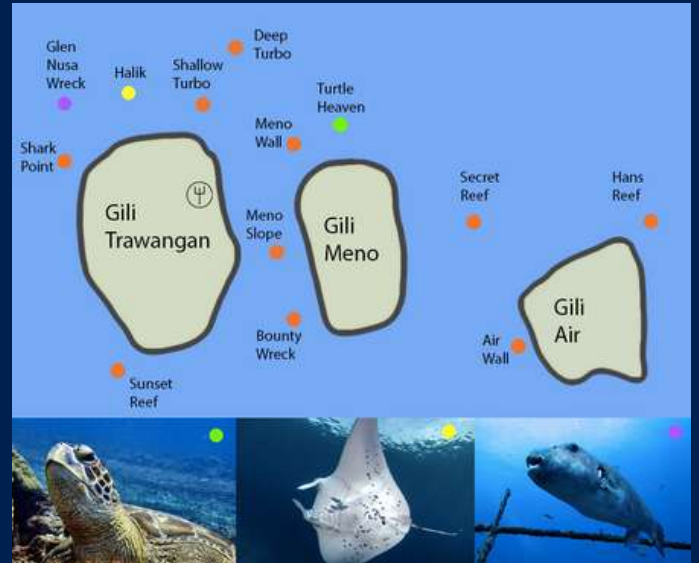 Deep
Turbo
Glen
Nusa
Wreck
Halik
Shallow
Turbo
Turtle
Heaven
Meno
Wall
Shark
Point
Secret
Reef
Hans
Reef
Gili
Trawangan
Meno
Slope
Gili
Meno
Gili
Air
Bounty
Wreck
Air
Wall
Sunset
Reef